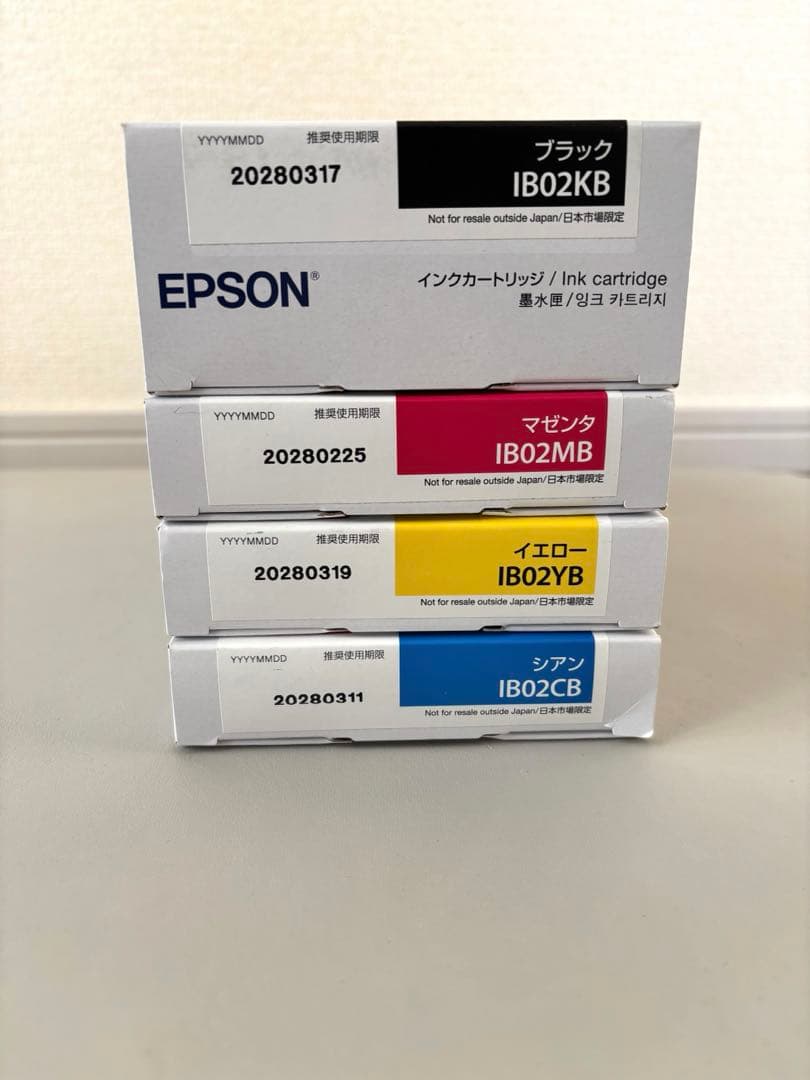 YYYYMMDD 推奨使用期限
20280317
ブラック
IB02KB
Not for resale outside Japan/日本市場限定
EPSON®
インクカートリッジ / Ink cartridge
墨水匣/잉크 카트리지
YYYYMMDD 推奨使用期限
20280225
マゼンタ
IB02MB
Not for resale outside Japan/日本市場限定
YYYYMMDD 推奨使用期限
20280319
イエロー
IB02YB
Not for resale outside Japan/日本市場限定
YYYYMMDD 推奨使用期限
20280311
シアン
IB02CB
Not for resale outside Japan/日本市場限定